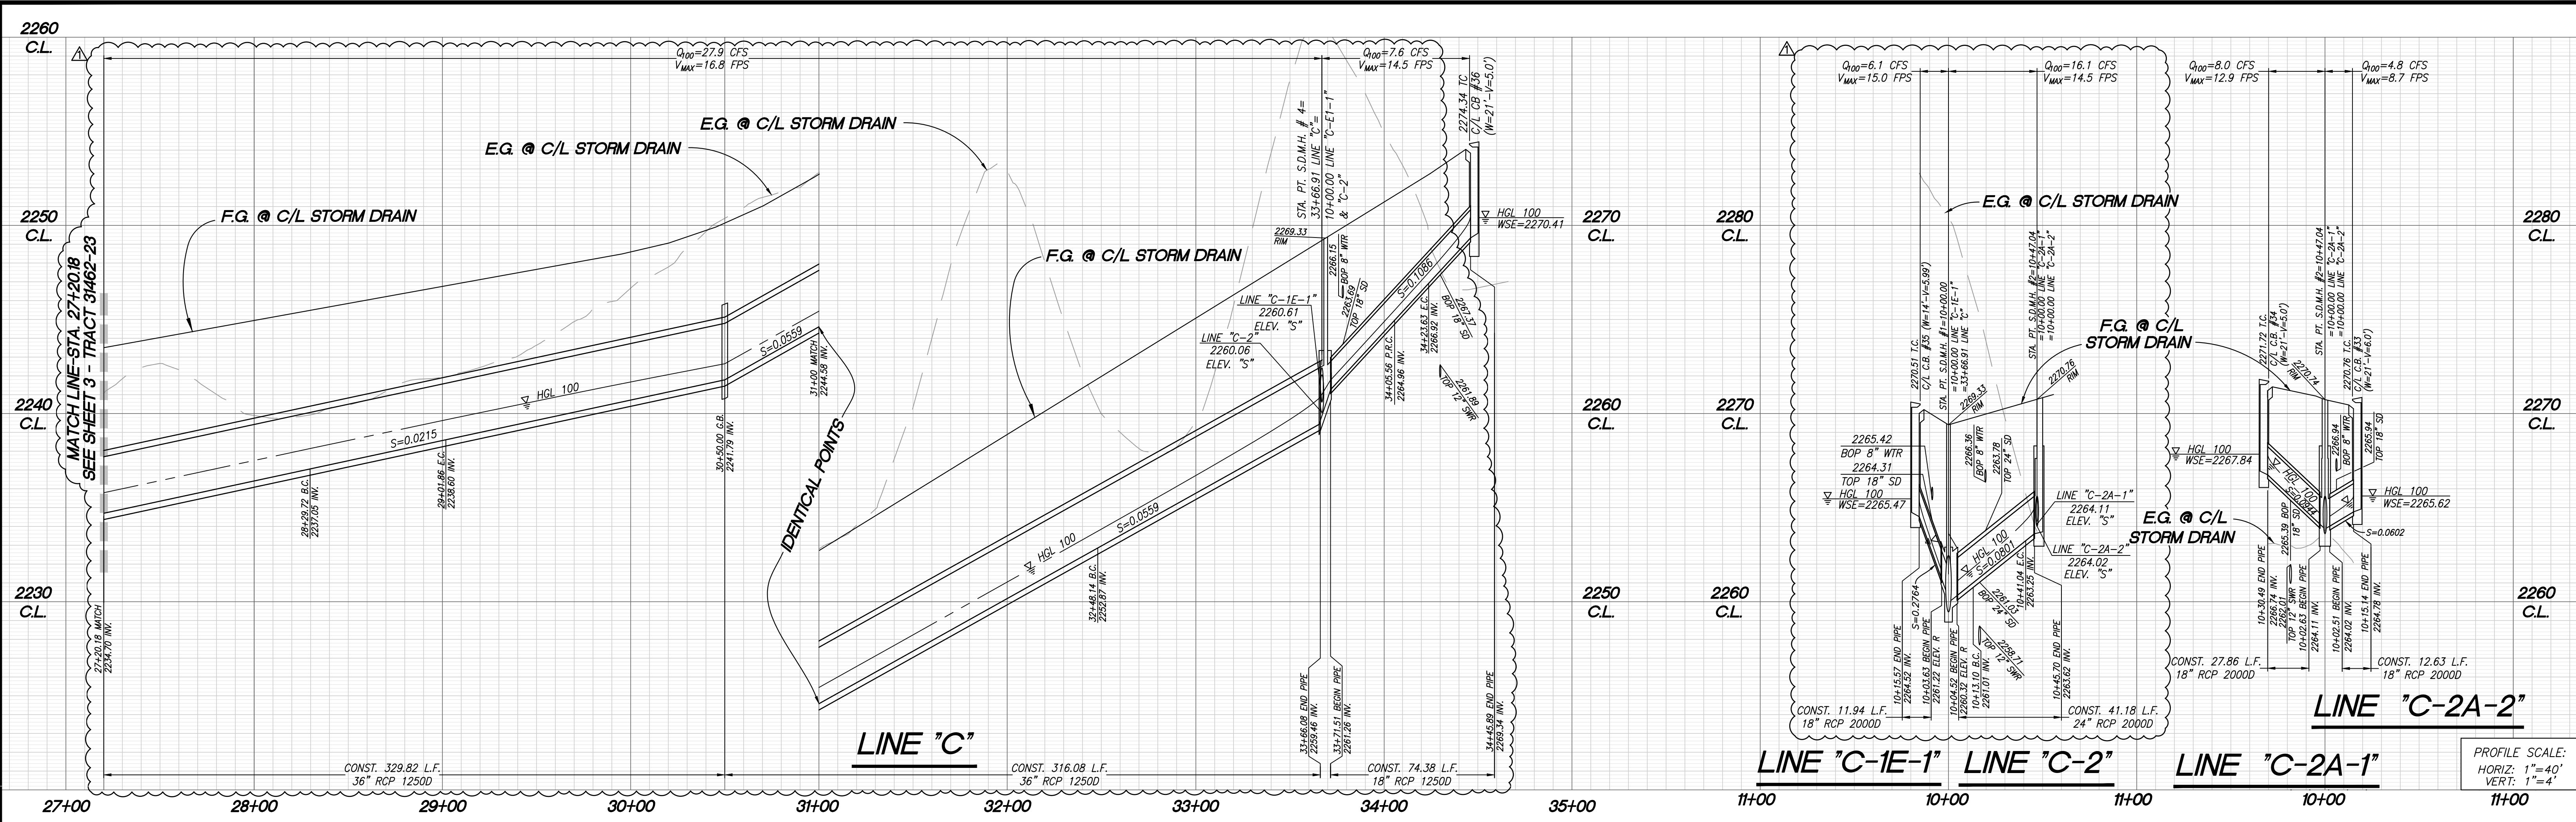 2260
C.L.
2250
C.L.
2240
C.L.
2230
C.L.
1
MATCH LINE-STA. 27+20.18
SEE SHEET 3 - TRACT 31462-23
Q100=27.9 CFS
VMAX=16.8 FPS
Q100=7.6 CFS
VMAX=14.5 FPS
F.G. @ C/L STORM DRAIN
E.G. @ C/L STORM DRAIN
E.G. @ C/L STORM DRAIN
F.G. @ C/L STORM DRAIN
HGL 100
S=0.0215
S=0.0559
27+20.18 MATCH
2234.70 INV.
28+29.72 B.C.
2237.05 INV.
29+01.86 E.C.
2238.60 INV.
30+50.00 G.B.
2241.79 INV.
31+00 MATCH
2244.58 INV.
IDENTICAL POINTS
HGL 100
S=0.0559
32+48.14 B.C.
2252.87 INV.
STA. PT. S.D.M.H. # 4=
33+66.91 LINE "C"=
10+00.00 LINE "C-E1-1"
& "C-2"
2269.33
RIM
2266.15
BOP 8" WTR
2263.69
TOP 18" SD
LINE "C-1E-1"
2260.61
ELEV. "S"
LINE "C-2"
2260.06
ELEV. "S"
S=0.1086
2267.37
BOP 18" SD
34+23.63 E.C.
2266.92 INV.
34+05.56 P.R.C.
2264.96 INV.
2261.89
TOP 12" SWR
2274.34 TC
C/L CB #36
(W=21'-V=5.0')
HGL 100
WSE=2270.41
33+66.08 END PIPE
2259.46 INV.
33+71.51 BEGIN PIPE
2261.26 INV.
34+45.89 END PIPE
2269.34 INV.
LINE "C"
CONST. 329.82 L.F.
36" RCP 1250D
CONST. 316.08 L.F.
36" RCP 1250D
CONST. 74.38 L.F.
18" RCP 1250D
27+00
28+00
29+00
30+00
31+00
32+00
33+00
34+00
35+00
2270
C.L.
2260
C.L.
2250
C.L.
2280
C.L.
2270
C.L.
2260
C.L.
1
Q100=6.1 CFS
VMAX=15.0 FPS
Q100=16.1 CFS
VMAX=14.5 FPS
Q100=8.0 CFS
VMAX=12.9 FPS
Q100=4.8 CFS
VMAX=8.7 FPS
E.G. @ C/L STORM DRAIN
2270.51 T.C.
C/L C.B. #35 (W=14'-V=5.99')
STA. PT. S.D.M.H. #1=10+00.00
=10+00.00 LINE "C-1E-1"
=33+66.91 LINE "C"
STA. PT. S.D.M.H. #2=10+47.04
=10+00.00 LINE "C-2A-1"
=10+00.00 LINE "C-2A-2"
2269.33
RIM
2270.76
RIM
F.G. @ C/L
STORM DRAIN
2265.42
BOP 8" WTR
2264.31
TOP 18" SD
HGL 100
WSE=2265.47
2266.36
BOP 8" WTR
2263.78
TOP 24" SD
HGL 100
S=0.0801
LINE "C-2A-1"
2264.11
ELEV. "S"
LINE "C-2A-2"
2264.02
ELEV. "S"
S=0.2764
10+15.57 END PIPE
2264.52 INV.
10+03.63 BEGIN PIPE
2261.22 ELEV. R
10+04.52 BEGIN PIPE
2260.32 ELEV. R
10+13.10 B.C.
2261.01 INV.
2261.03
BOP 24" SD
2258.71
TOP 12" SWR
10+41.04 E.C.
2263.25 INV.
10+45.70 END PIPE
2263.62 INV.
CONST. 11.94 L.F.
18" RCP 2000D
CONST. 41.18 L.F.
24" RCP 2000D
LINE "C-1E-1"
LINE "C-2"
2271.72 T.C.
C/L C.B. #34
(W=21'-V=5.0')
2270.74
RIM
STA. PT. S.D.M.H. #2=10+47.04
=10+00.00 LINE "C-2A-1"
=10+00.00 LINE "C-2A-2"
2270.76 T.C.
C/L C.B. #33
(W=21'-V=6.0')
2266.94
BOP 8" WTR
2265.94
TOP 18" SD
HGL 100
WSE=2267.84
HGL 100
S=0.0944
HGL 100
WSE=2265.62
S=0.0602
E.G. @ C/L
STORM DRAIN
10+30.49 END PIPE
2266.74 INV.
2265.39 BOP
18" SD
2262.01
TOP 12" SWR
10+02.63 BEGIN PIPE
2264.11 INV.
10+02.51 BEGIN PIPE
2264.02 INV.
10+15.14 END PIPE
2264.78 INV.
CONST. 27.86 L.F.
18" RCP 2000D
CONST. 12.63 L.F.
18" RCP 2000D
LINE "C-2A-2"
LINE "C-2A-1"
2280
C.L.
2270
C.L.
2260
C.L.
PROFILE SCALE:
HORIZ: 1"=40'
VERT: 1"=4'
11+00
10+00
11+00
10+00
11+00